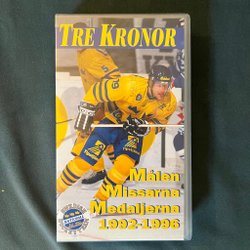 TRE KRONOR
Målen
Missarna
Medaljerna
1992-1996